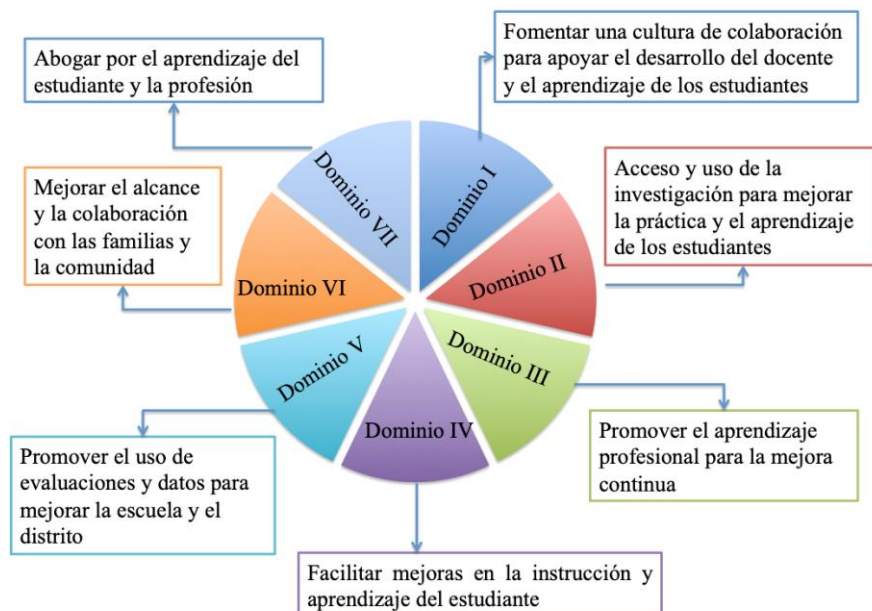 Abogar por el aprendizaje del
estudiante y la profesión
Fomentar una cultura de colaboración
para apoyar el desarrollo del docente
y el aprendizaje de los estudiantes
Mejorar el alcance
y la colaboración
con las familias y
la comunidad
Acceso y uso de la
investigación para mejorar
la práctica y el aprendizaje
de los estudiantes
Dominio VII
Dominio I
Dominio VI
Dominio II
Dominio V
Dominio III
Dominio IV
Promover el uso de
evaluaciones y datos para
mejorar la escuela y el
distrito
Promover el aprendizaje
profesional para la mejora
continua
Facilitar mejoras en la instrucción y
aprendizaje del estudiante